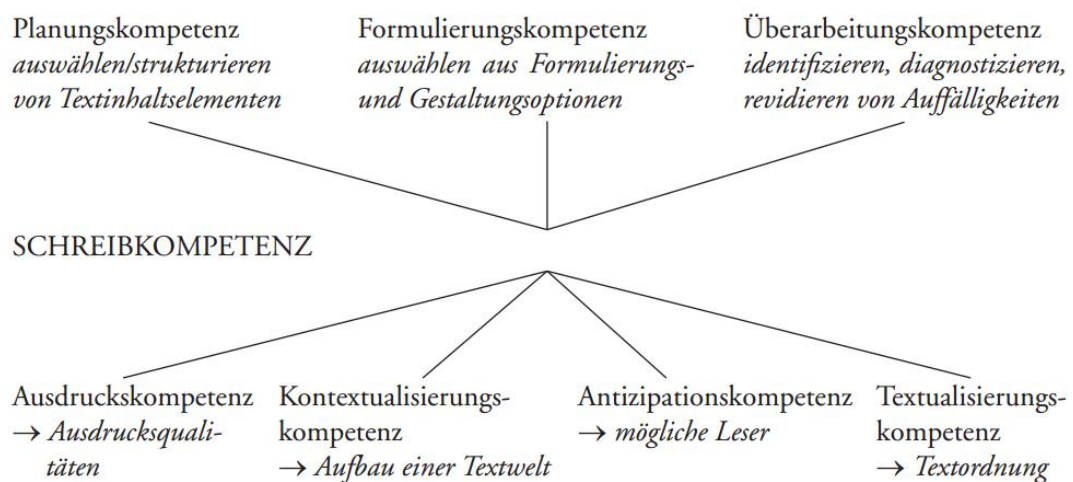 Planungskompetenz
auswählen/strukturieren
von Textinhaltselementen
Formulierungskompetenz
auswählen aus Formulierungs-
und Gestaltungsoptionen
Überarbeitungskompetenz
identifizieren, diagnostizieren,
revidieren von Auffälligkeiten
SCHREIBKOMPETENZ
Ausdruckskompetenz
→ Ausdrucksquali-
täten
Kontextualisierungs-
kompetenz
→ Aufbau einer Textwelt
Antizipationskompetenz
→ mögliche Leser
Textualisierungs-
kompetenz
→ Textordnung